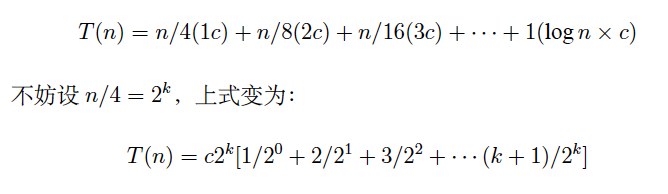 T(n) = n/4(1c) + n/8(2c) + n/16(3c) + ⋯ + 1(log n × c)
不妨设 n/4 = 2^k，上式变为：
T(n) = c2^k[1/2^0 + 2/2^1 + 3/2^2 + ⋯ (k + 1)/2^k]